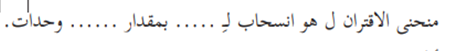 منحنى الاقتران ل هو انسحاب لِـ ..... بمقدار ...... وحدات.